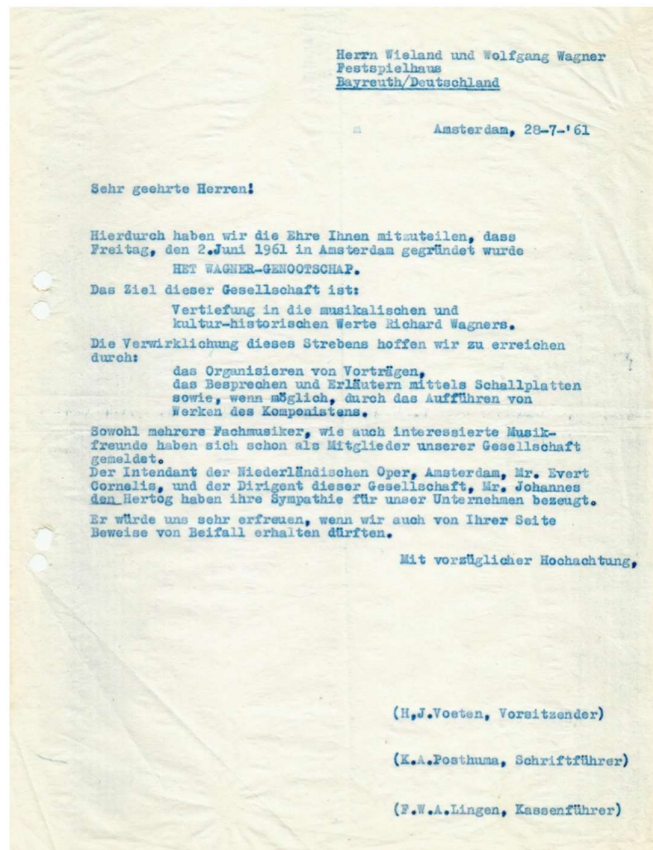 Herrn Wieland und Wolfgang Wagner
Festspielhaus
Bayreuth/Deutschland
Amsterdam, 28-7-'61
Sehr geehrte Herren!
Hierdurch haben wir die Ehre Ihnen mitzuteilen, dass
Freitag, den 2.Juni 1961 in Amsterdam gegründet wurde
HET WAGNER-GENOOTSCHAP.
Das Ziel dieser Gesellschaft ist:
Vertiefung in die musikalischen und
kultur-historischen Werte Richard Wagners.
Die Verwirklichung dieses Strebens hoffen wir zu erreichen
durch:
das Organisieren von Vorträgen,
das Besprechen und Erläutern mittels Schallplatten
sowie, wenn möglich, durch das Aufführen von
Werken des Komponistens.
Sowohl mehrere Fachmusiker, wie auch interessierte Musik-
freunde haben sich schon als Mitglieder unserer Gesellschaft
gemeldet.
Der Intendant der Niederländischen Oper, Amsterdam, Mr. Evert
Cornelis, und der Dirigent dieser Gesellschaft, Mr. Johannes
den Hertog haben ihre Sympathie für unser Unternehmen bezeugt.
Er würde uns sehr erfreuen, wenn wir auch von Ihrer Seite
Beweise von Beifall erhalten dürften.
Mit vorzüglicher Hochachtung,
(H,J.Voeten, Vorsitzender)
(K.A.Posthuma, Schriftführer)
(F.W.A.Lingen, Kassenführer)